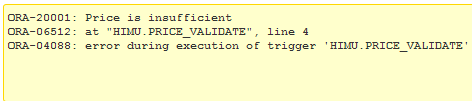 ORA-20001: Price is insufficient
ORA-06512: at "HIMU.PRICE_VALIDATE", line 4
ORA-04088: error during execution of trigger 'HIMU.PRICE_VALIDATE'